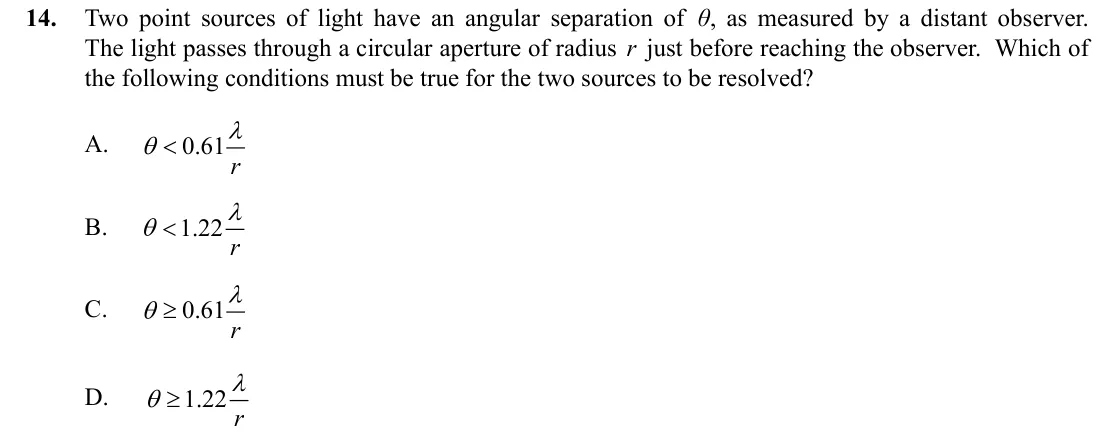 14. Two point sources of light have an angular separation of θ, as measured by a distant observer.
The light passes through a circular aperture of radius r just before reaching the observer. Which of
the following conditions must be true for the two sources to be resolved?
A. θ < 0.61 λ/r
B. θ < 1.22 λ/r
C. θ ≥ 0.61 λ/r
D. θ ≥ 1.22 λ/r